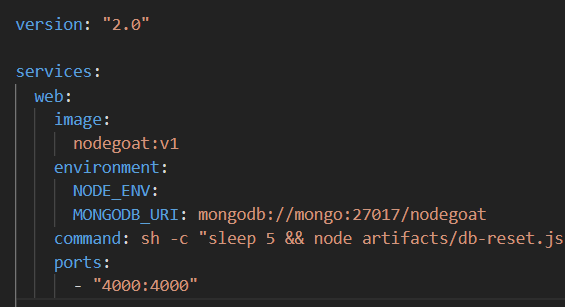 version: "2.0"
services:
web:
image:
nodegoat:v1
environment:
NODE_ENV:
MONGODB_URI: mongodb://mongo:27017/nodegoat
command: sh -c "sleep 5 && node artifacts/db-reset.js
ports:
- "4000:4000"